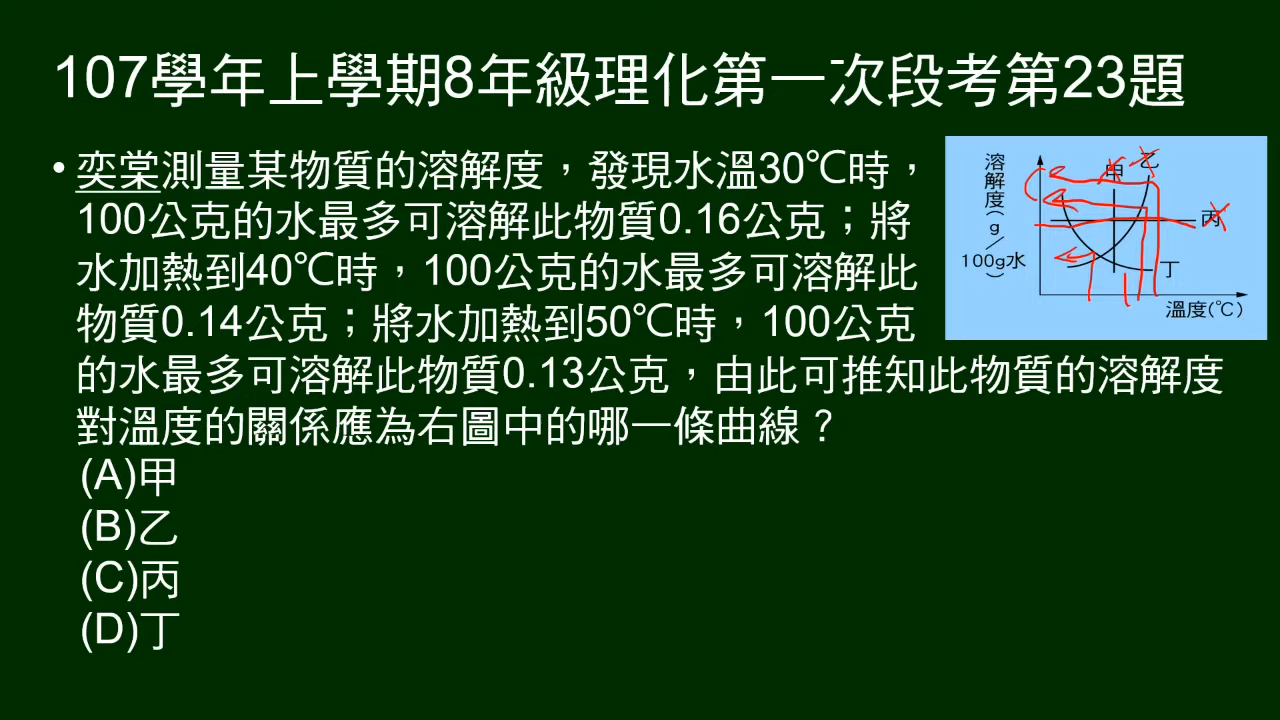 107學年上學期8年級理化第一次段考第23題
• 奕棠測量某物質的溶解度，發現水溫30℃時，
100公克的水最多可溶解此物質0.16公克；將
水加熱到40℃時，100公克的水最多可溶解此
物質0.14公克；將水加熱到50℃時，100公克
的水最多可溶解此物質0.13公克，由此可推知此物質的溶解度
對溫度的關係應為右圖中的哪一條曲線？
(A)甲
(B)乙
(C)丙
(D)丁
溶解度(g/100g水)
甲
乙
丙
丁
溫度(℃)